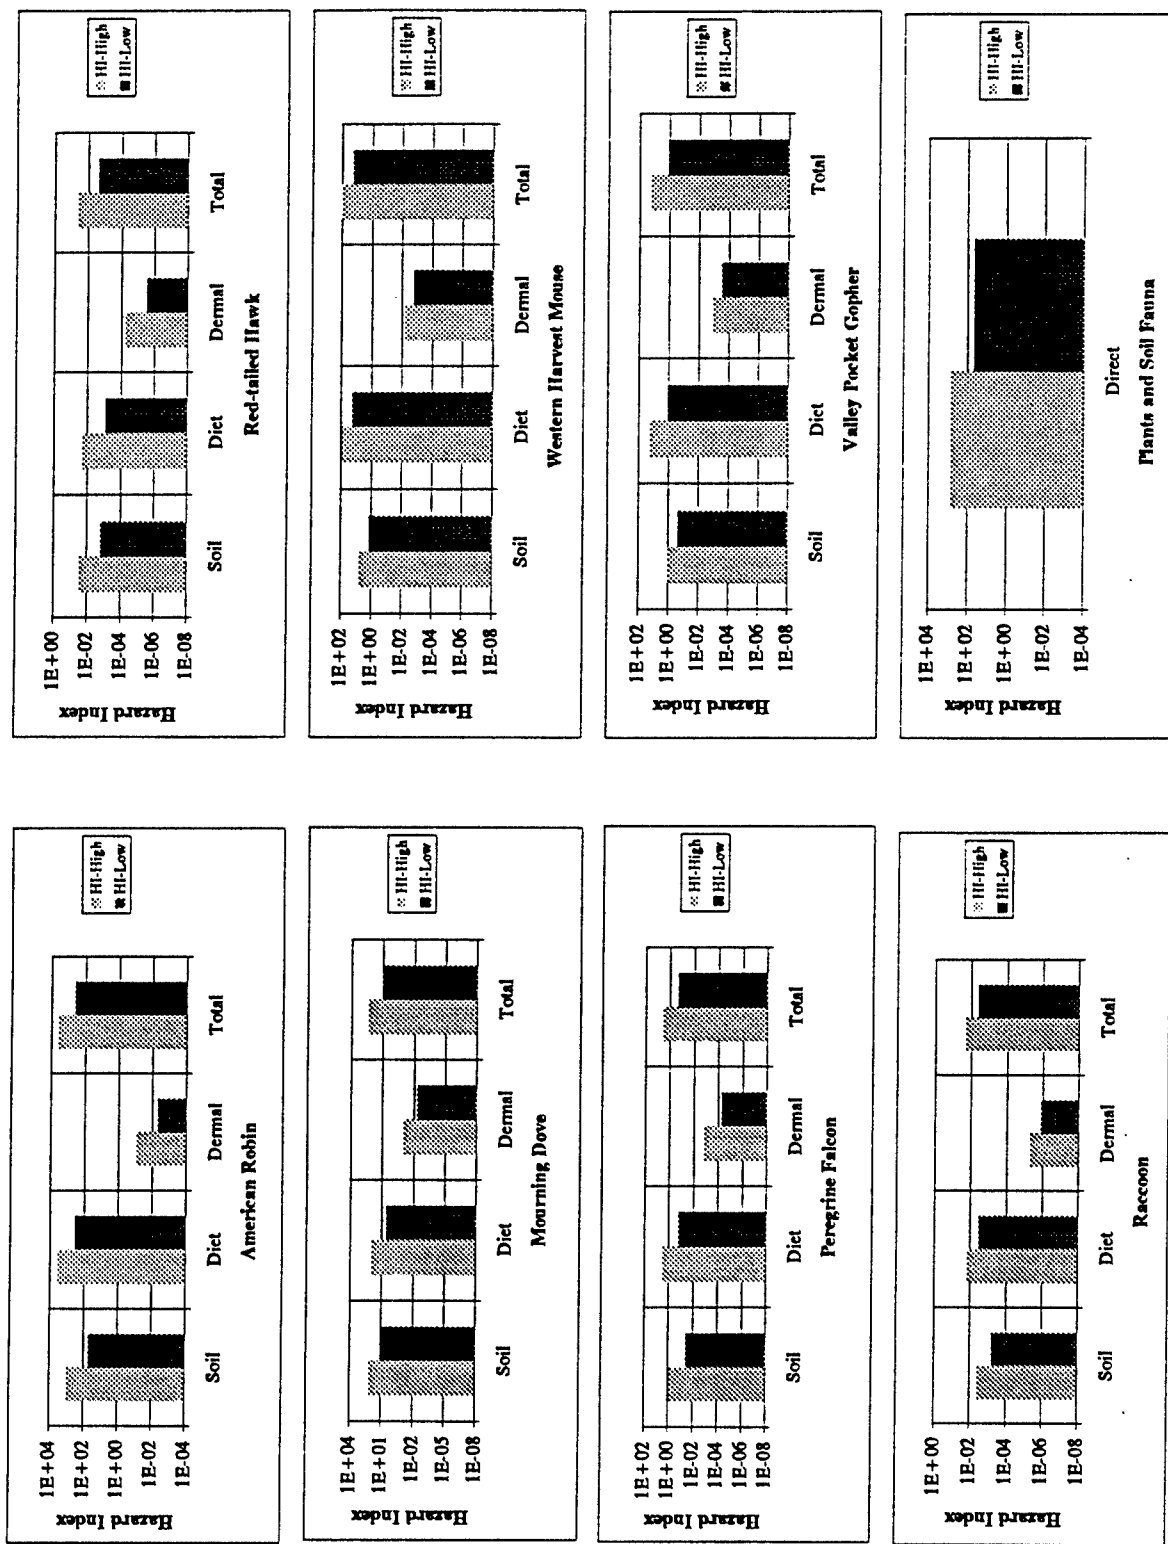 American Robin
Hazard Index
1E+04
1E+02
1E+00
1E-02
1E-04
Soil Diet Dermal Total
HI-High
HI-Low
Mourning Dove
Hazard Index
1E+04
1E+01
1E-02
1E-05
1E-08
Soil Diet Dermal Total
HI-High
HI-Low
Peregrine Falcon
Hazard Index
1E+02
1E+00
1E-02
1E-04
1E-06
1E-08
Soil Diet Dermal Total
HI-High
HI-Low
Raccoon
Hazard Index
1E+00
1E-02
1E-04
1E-06
1E-08
Soil Diet Dermal Total
HI-High
HI-Low
Red-tailed Hawk
Hazard Index
1E+00
1E-02
1E-04
1E-06
1E-08
Soil Diet Dermal Total
HI-High
HI-Low
Western Harvest Mouse
Hazard Index
1E+02
1E+00
1E-02
1E-04
1E-06
1E-08
Soil Diet Dermal Total
HI-High
HI-Low
Valley Pocket Gopher
Hazard Index
1E+02
1E+00
1E-02
1E-04
1E-06
1E-08
Soil Diet Dermal Total
HI-High
HI-Low
Plants and Soil Fauna
Hazard Index
1E+04
1E+02
1E+00
1E-02
1E-04
Direct
HI-High
HI-Low